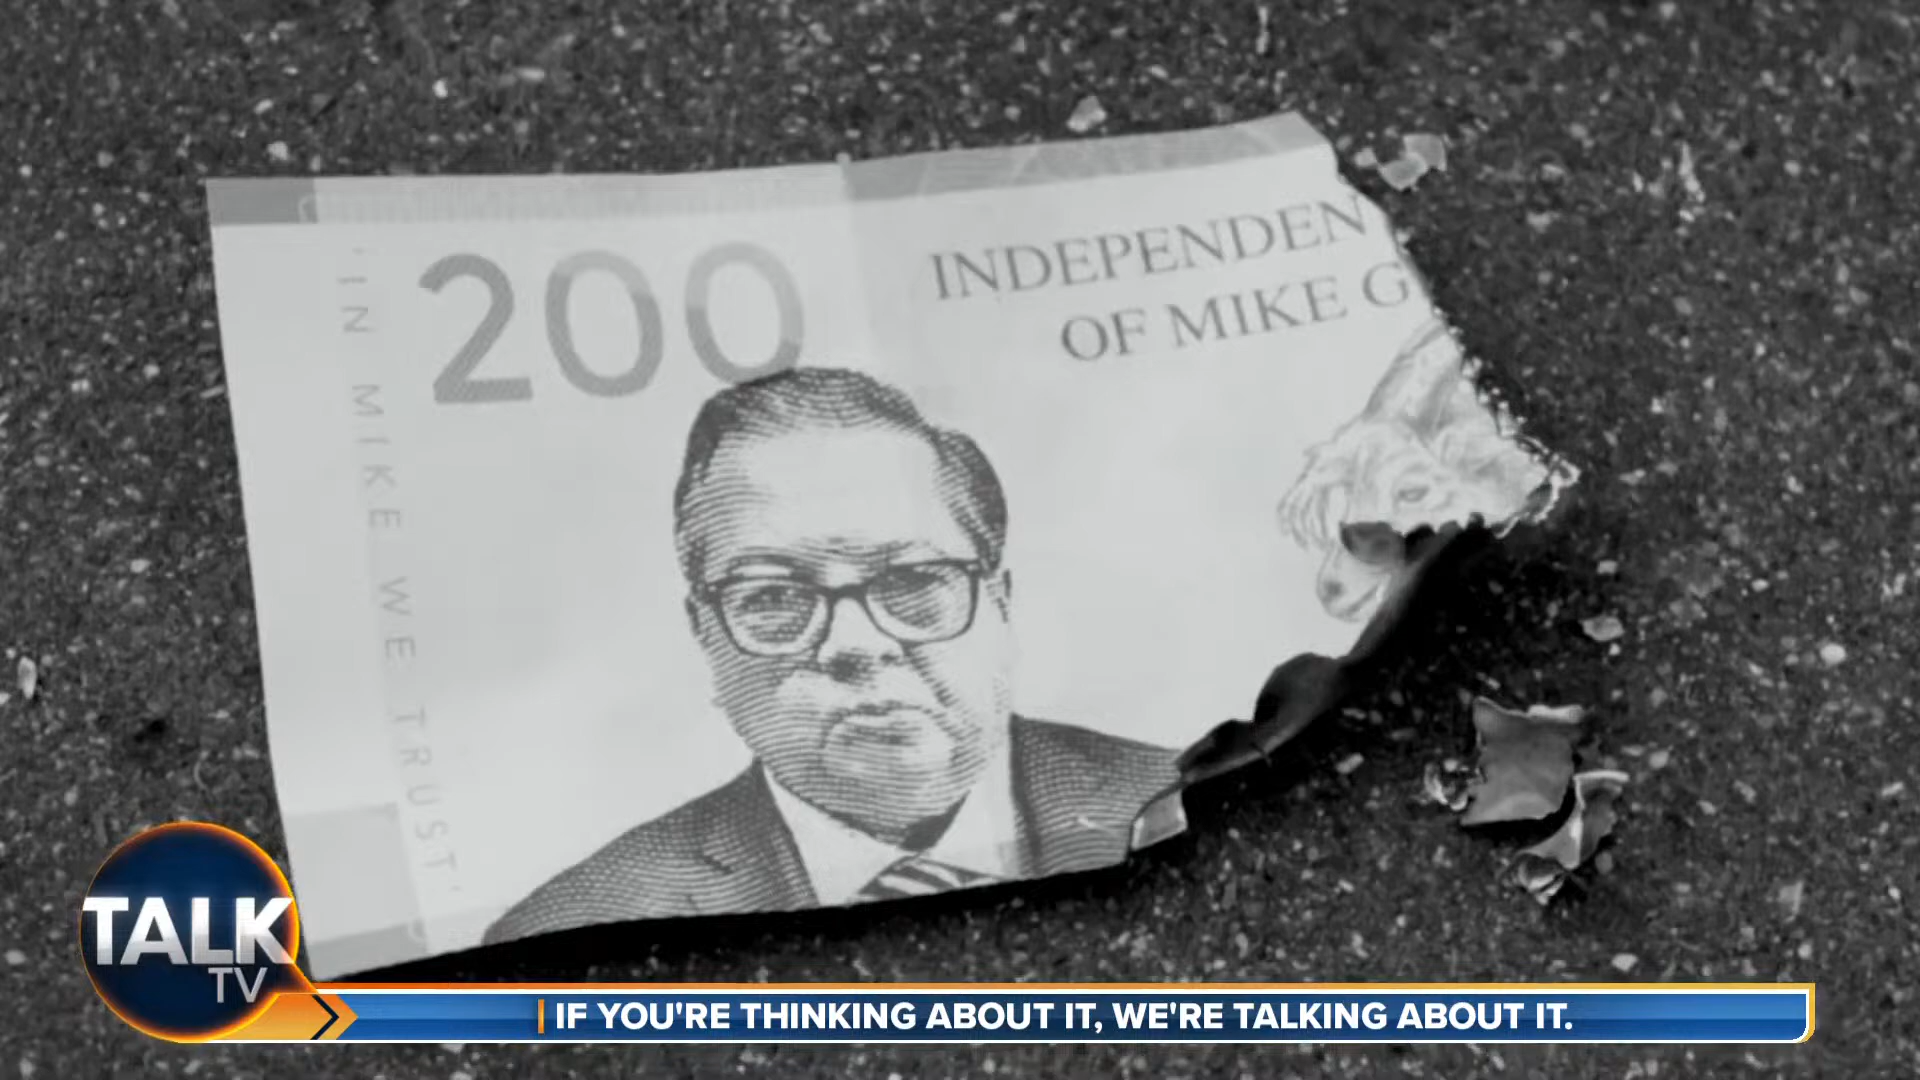 200
INDEPENDEN
OF MIKE G
'IN MIKE WE TRUST'
TALK
TV
IF YOU'RE THINKING ABOUT IT, WE'RE TALKING ABOUT IT.